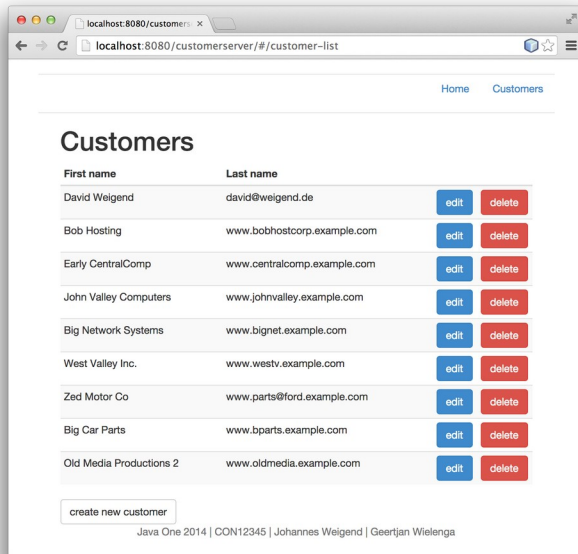 localhost:8080/customers
localhost:8080/customerserver/#/customer-list
Home Customers
Customers
First name Last name
David Weigend david@weigend.de edit delete
Bob Hosting www.bobhostcorp.example.com edit delete
Early CentralComp www.centralcomp.example.com edit delete
John Valley Computers www.johnvalley.example.com edit delete
Big Network Systems www.bignet.example.com edit delete
West Valley Inc. www.westv.example.com edit delete
Zed Motor Co www.parts@ford.example.com edit delete
Big Car Parts www.bparts.example.com edit delete
Old Media Productions 2 www.oldmedia.example.com edit delete
create new customer
Java One 2014 | CON12345 | Johannes Weigend | Geertjan Wielenga